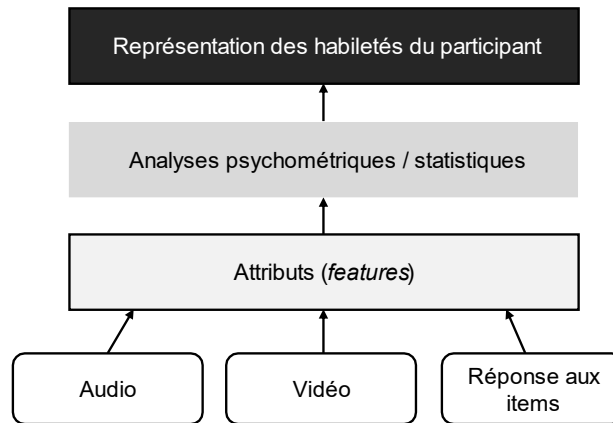 Représentation des habiletés du participant
Analyses psychométriques / statistiques
Attributs (features)
Audio
Vidéo
Réponse aux
items